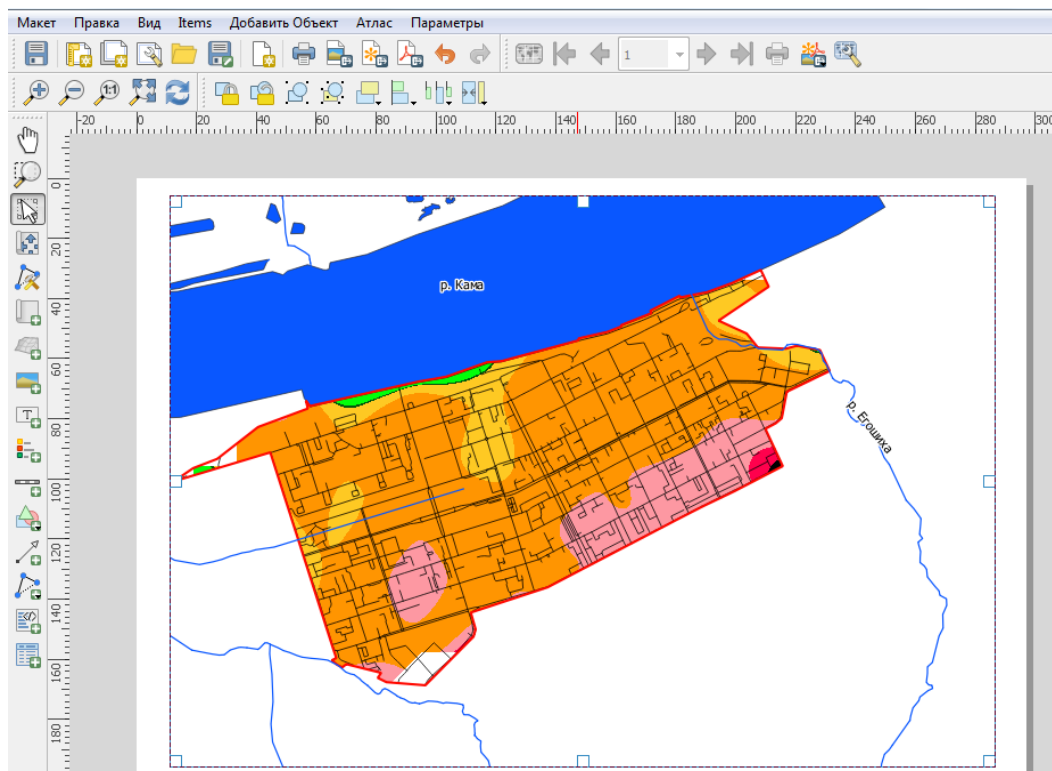 Макет Правка Вид Items Добавить Объект Атлас Параметры
1
1:1
-20 0 20 40 60 80 100 120 140 160 180 200 220 240 260 280 300
0
20
40
60
80
100
120
140
160
180
р. Кама
р. Егошиха
T